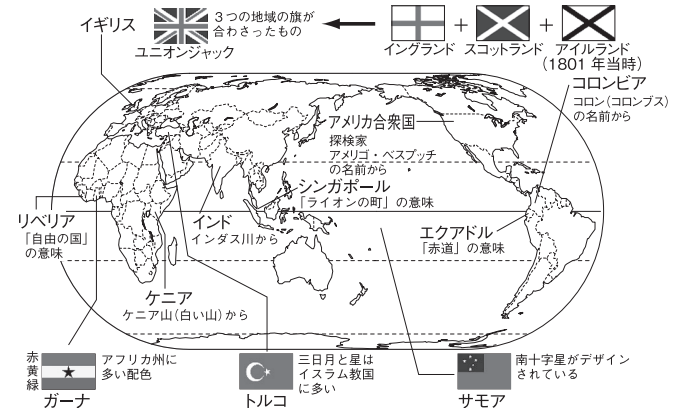 イギリス
ユニオンジャック
3つの地域の旗が
合わさったもの
イングランド
+
スコットランド
+
アイルランド
(1801年当時)
コロンビア
コロン(コロンブス)
の名前から
アメリカ合衆国
探検家
アメリゴ・ベスプッチ
の名前から
シンガポール
「ライオンの町」の意味
リベリア
「自由の国」
の意味
インド
インダス川から
エクアドル
「赤道」の意味
ケニア
ケニア山(白い山)から
赤
黄
緑
ガーナ
アフリカ州に
多い配色
トルコ
三日月と星は
イスラム教国
に多い
サモア
南十字星がデザイン
されている